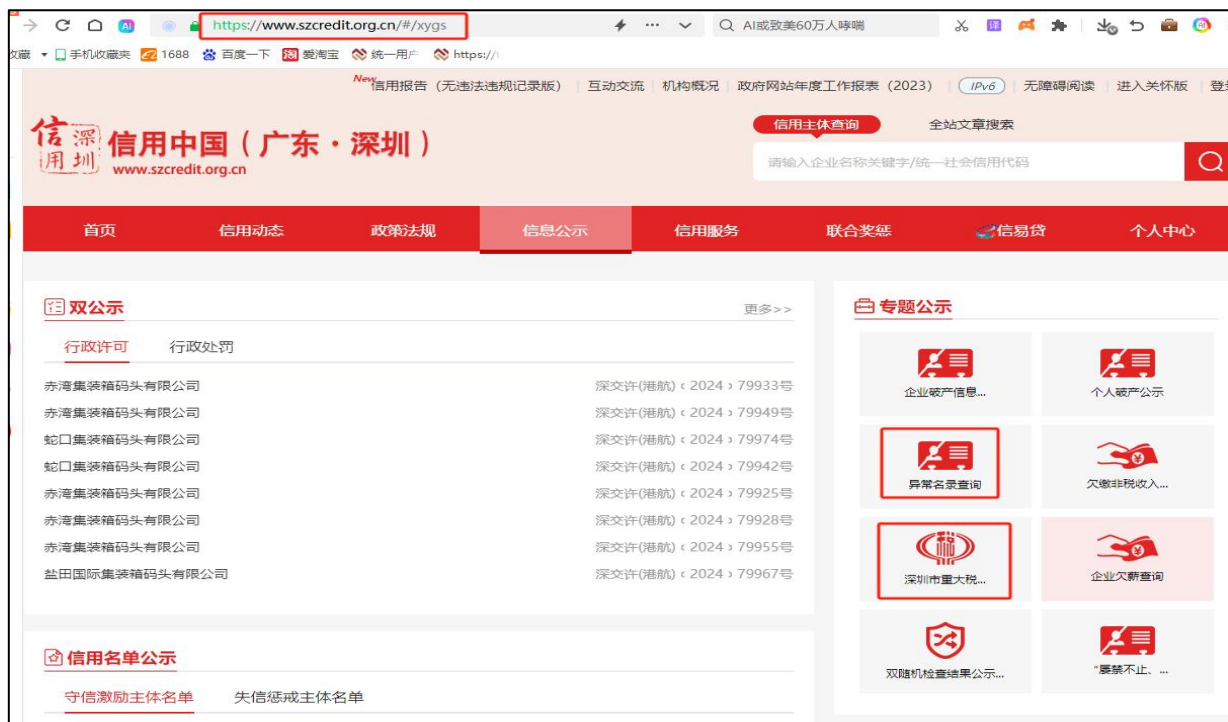 https://www.szcredit.org.cn/#/xygs
AI或致美60万人哮喘
收藏 手机收藏夹 1688 百度一下 爱淘宝 统一用户 https://
New 信用报告（无违法违规记录版） 互动交流 机构概况 政府网站年度工作报表（2023） IPv6 无障碍阅读 进入关怀版 登
信用深圳 信用中国（广东·深圳）
www.szcredit.org.cn
信用主体查询 全站文章搜索
请输入企业名称关键字/统一社会信用代码
首页 信用动态 政策法规 信息公示 信用服务 联合奖惩 信易贷 个人中心
双公示 更多>>
行政许可 行政处罚
赤湾集装箱码头有限公司 深交许(港航)﹝2024﹞79933号
赤湾集装箱码头有限公司 深交许(港航)﹝2024﹞79949号
蛇口集装箱码头有限公司 深交许(港航)﹝2024﹞79974号
蛇口集装箱码头有限公司 深交许(港航)﹝2024﹞79942号
赤湾集装箱码头有限公司 深交许(港航)﹝2024﹞79925号
赤湾集装箱码头有限公司 深交许(港航)﹝2024﹞79928号
赤湾集装箱码头有限公司 深交许(港航)﹝2024﹞79955号
盐田国际集装箱码头有限公司 深交许(港航)﹝2024﹞79967号
专题公示
企业破产信息... 个人破产公示
异常名录查询 欠缴非税收入...
税
深圳市重大税... 企业欠薪查询
双随机检查结果公示... “屡禁不止、...
信用名单公示
守信激励主体名单 失信惩戒主体名单